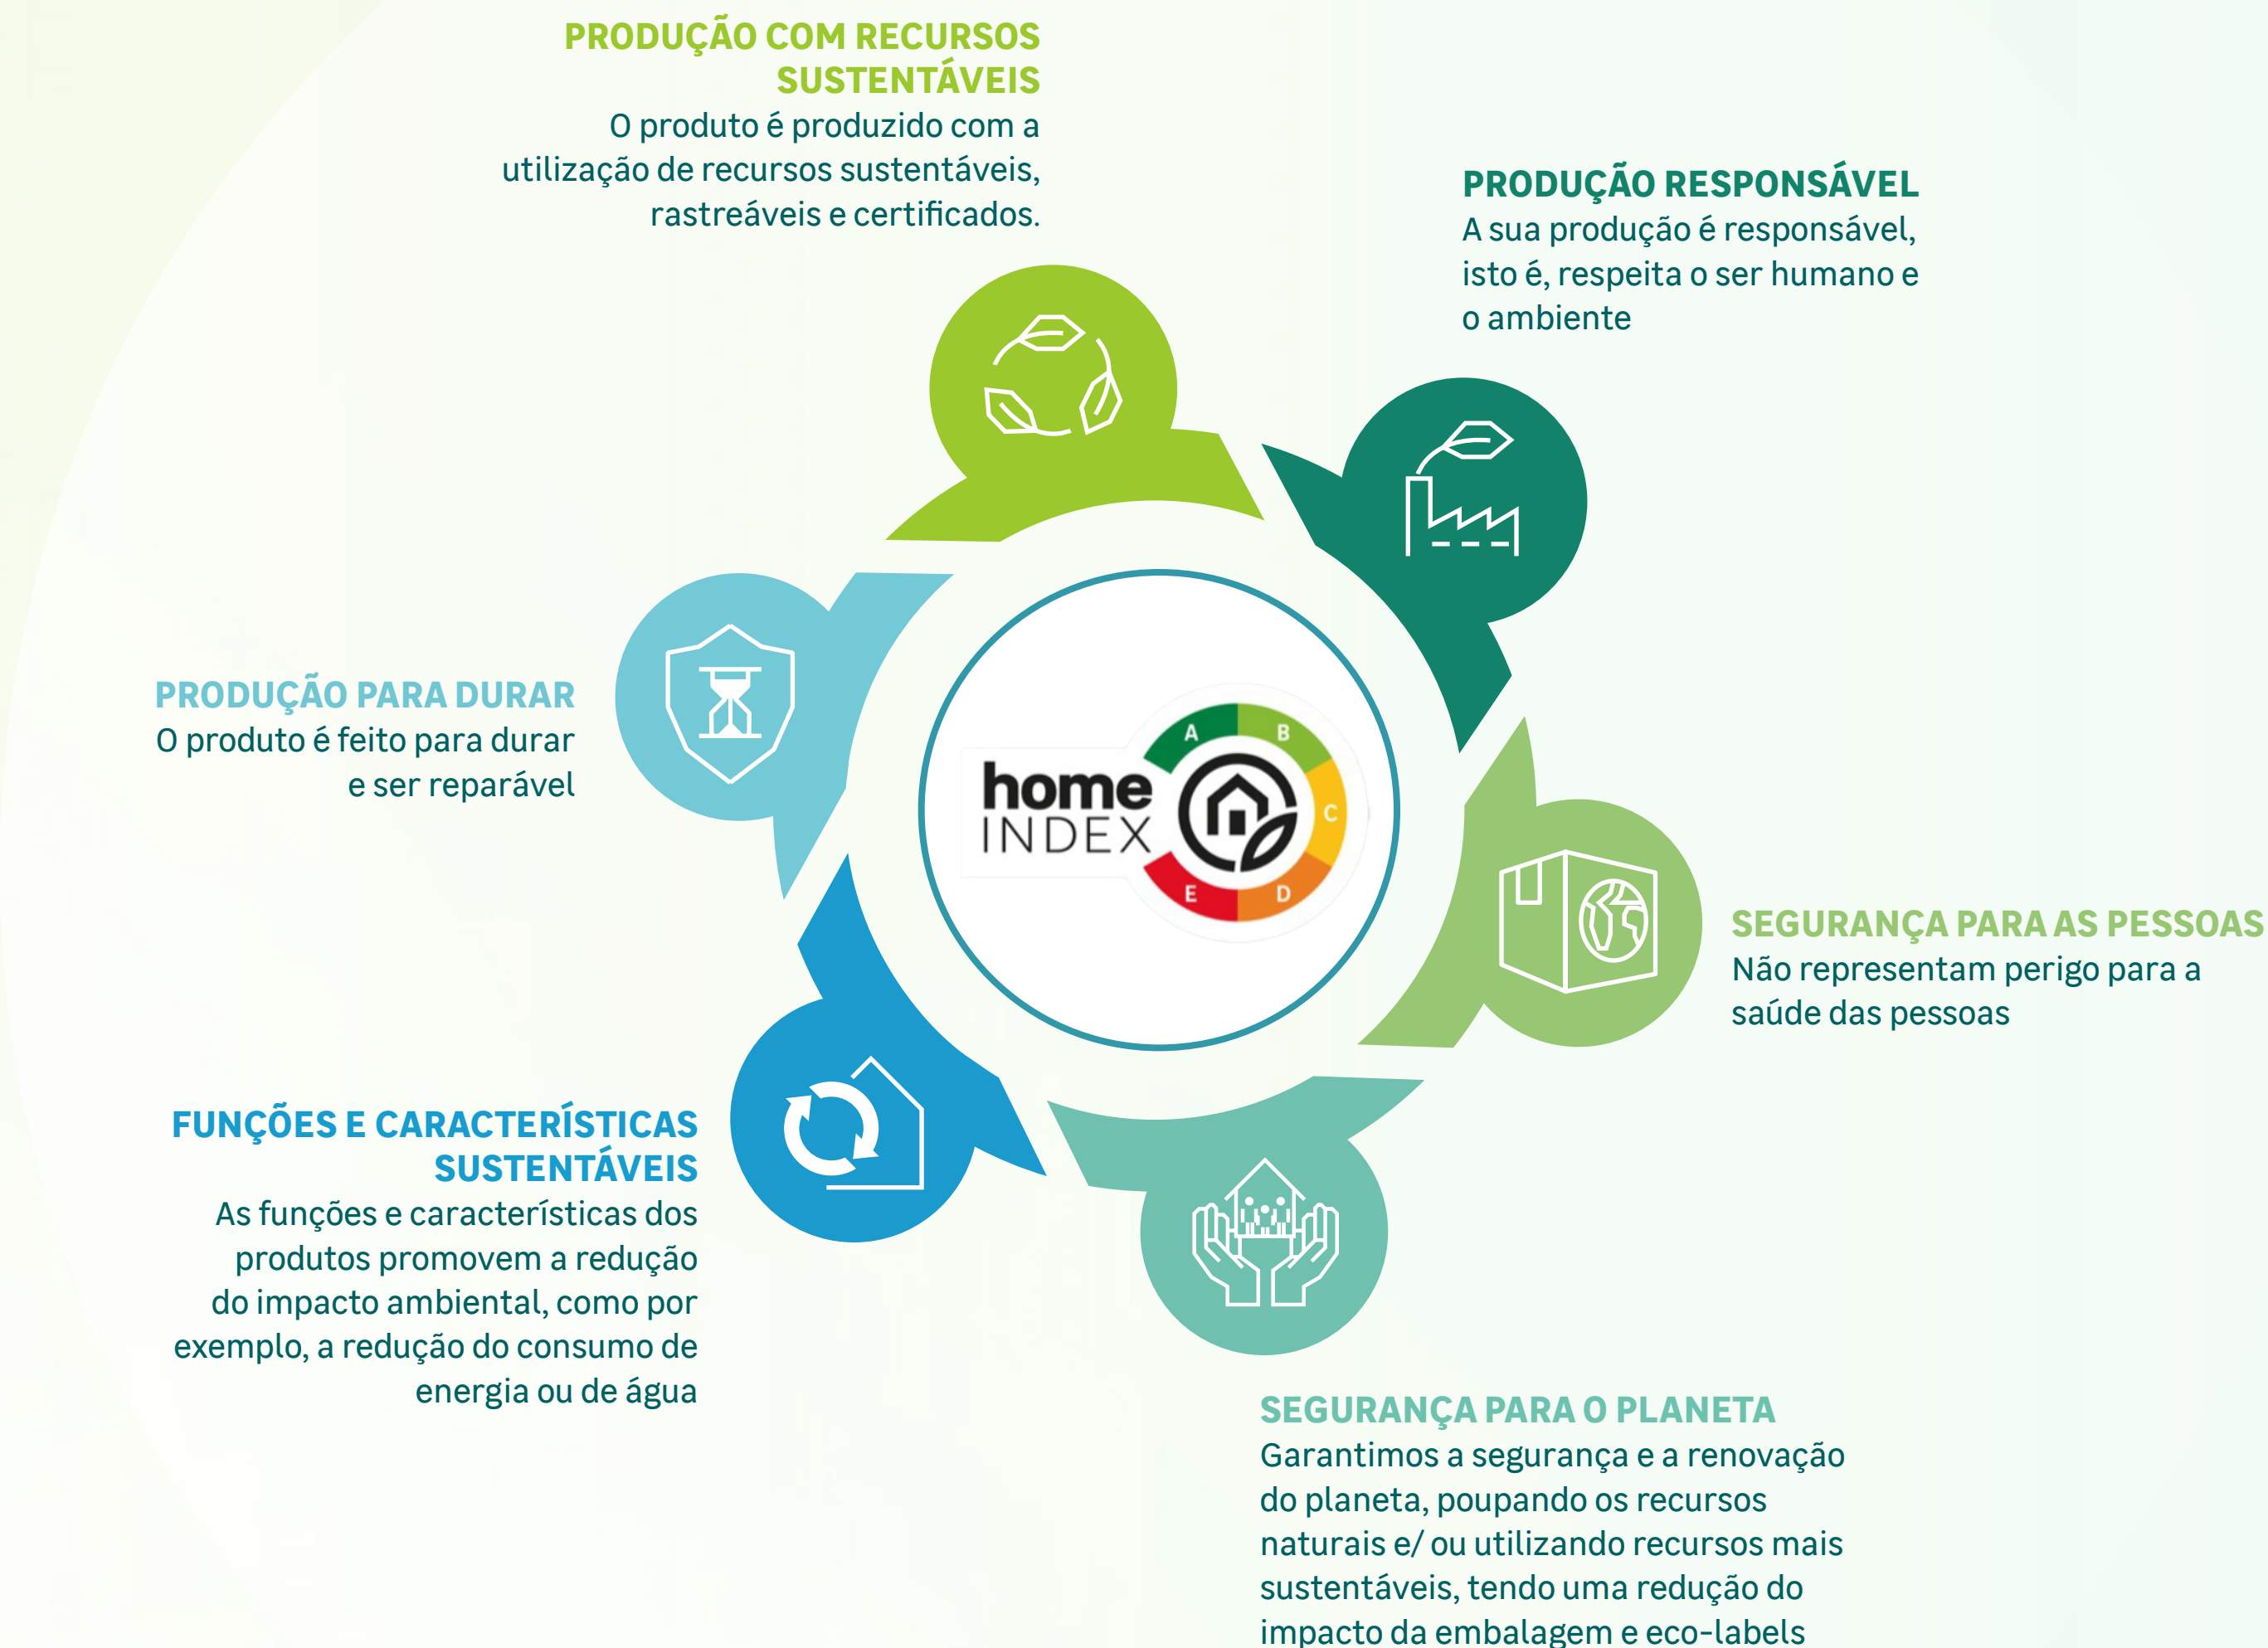 PRODUÇÃO COM RECURSOS
SUSTENTÁVEIS
O produto é produzido com a
utilização de recursos sustentáveis,
rastreáveis e certificados.
PRODUÇÃO RESPONSÁVEL
A sua produção é responsável,
isto é, respeita o ser humano e
o ambiente
PRODUÇÃO PARA DURAR
O produto é feito para durar
e ser reparável
home
INDEX
A
B
C
D
E
SEGURANÇA PARA AS PESSOAS
Não representam perigo para a
saúde das pessoas
FUNÇÕES E CARACTERÍSTICAS
SUSTENTÁVEIS
As funções e características dos
produtos promovem a redução
do impacto ambiental, como por
exemplo, a redução do consumo de
energia ou de água
SEGURANÇA PARA O PLANETA
Garantimos a segurança e a renovação
do planeta, poupando os recursos
naturais e/ ou utilizando recursos mais
sustentáveis, tendo uma redução do
impacto da embalagem e eco-labels